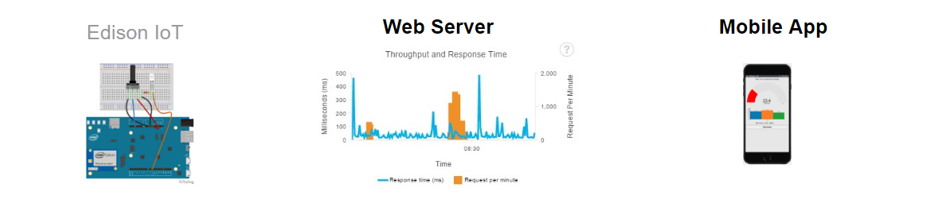 Edison IoT
Web Server
Mobile App
Throughput and Response Time
?
Milliseconds (ms)
500
400
300
200
100
0
2,000
1,000
0
Request Per Minute
08:30
Time
Response time (ms)
Request per minute